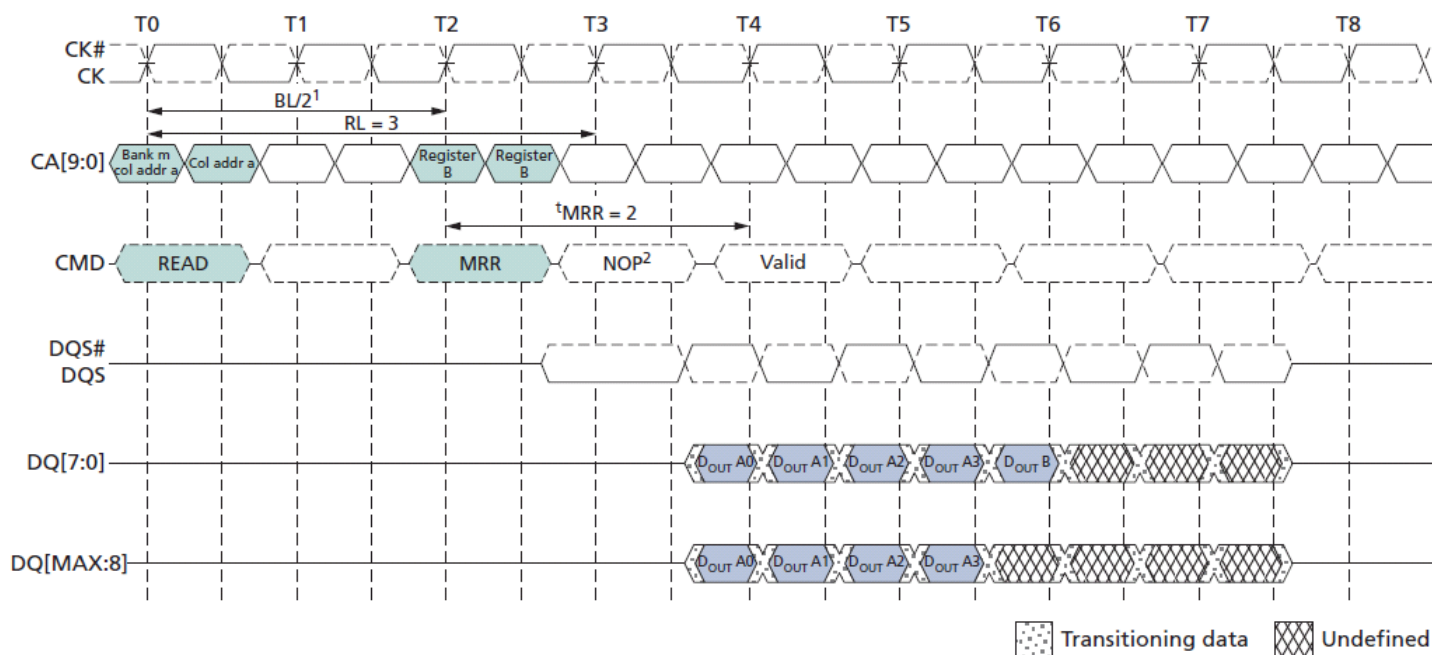 T0 T1 T2 T3 T4 T5 T6 T7 T8
CK#
CK
BL/2¹
RL = 3
CA[9:0]
Bank m
col addr a
Col addr a
Register
B
Register
B
ᵗMRR = 2
CMD
READ
MRR
NOP²
Valid
DQS#
DQS
DQ[7:0]
DOUT A0 DOUT A1 DOUT A2 DOUT A3 DOUT B
DQ[MAX:8]
DOUT A0 DOUT A1 DOUT A2 DOUT A3
Transitioning data
Undefined